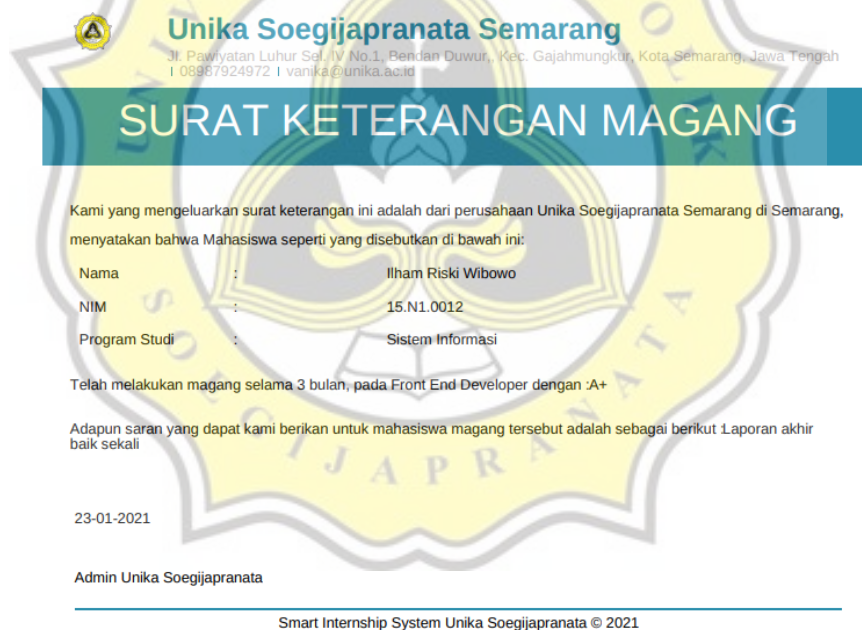 Unika Soegijapranata Semarang
Jl. Pawiyatan Luhur Sel. IV No.1, Bendan Duwur,, Kec. Gajahmungkur, Kota Semarang, Jawa Tengah
I 08987924972 I vanika@unika.ac.id
SURAT KETERANGAN MAGANG
Kami yang mengeluarkan surat keterangan ini adalah dari perusahaan Unika Soegijapranata Semarang di Semarang,
menyatakan bahwa Mahasiswa seperti yang disebutkan di bawah ini:
Nama : Ilham Riski Wibowo
NIM : 15.N1.0012
Program Studi : Sistem Informasi
Telah melakukan magang selama 3 bulan, pada Front End Developer dengan :A+
Adapun saran yang dapat kami berikan untuk mahasiswa magang tersebut adalah sebagai berikut :Laporan akhir
baik sekali
23-01-2021
Admin Unika Soegijapranata
Smart Internship System Unika Soegijapranata © 2021